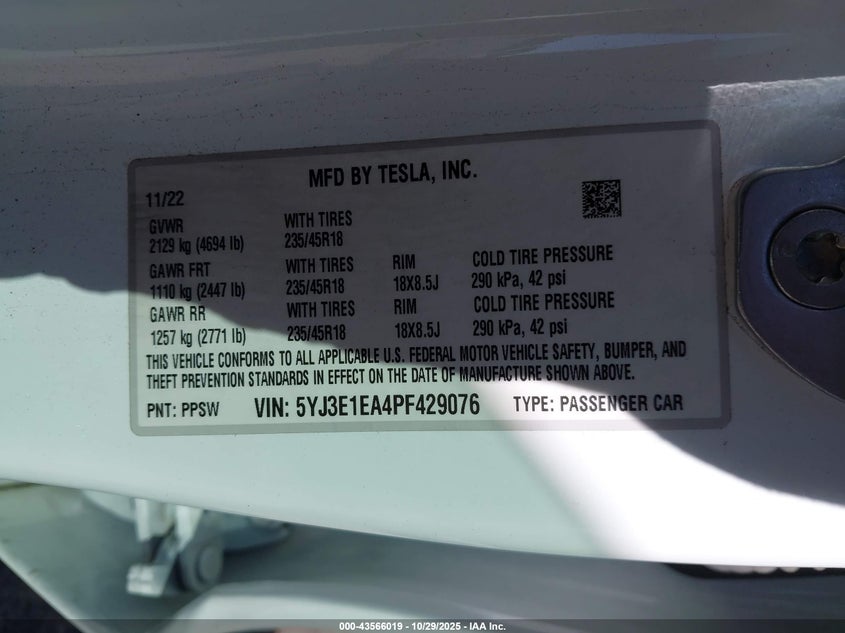 MFD BY TESLA, INC.
11/22
GVWR WITH TIRES
2129 kg (4694 lb) 235/45R18
GAWR FRT WITH TIRES RIM COLD TIRE PRESSURE
1110 kg (2447 lb) 235/45R18 18X8.5J 290 kPa, 42 psi
GAWR RR WITH TIRES RIM COLD TIRE PRESSURE
1257 kg (2771 lb) 235/45R18 18X8.5J 290 kPa, 42 psi
THIS VEHICLE CONFORMS TO ALL APPLICABLE U.S. FEDERAL MOTOR VEHICLE SAFETY, BUMPER, AND
THEFT PREVENTION STANDARDS IN EFFECT ON THE DATE OF MANUFACTURE SHOWN ABOVE.
PNT: PPSW VIN: 5YJ3E1EA4PF429076 TYPE: PASSENGER CAR
000-43566019 - 10/29/2025 - IAA Inc.